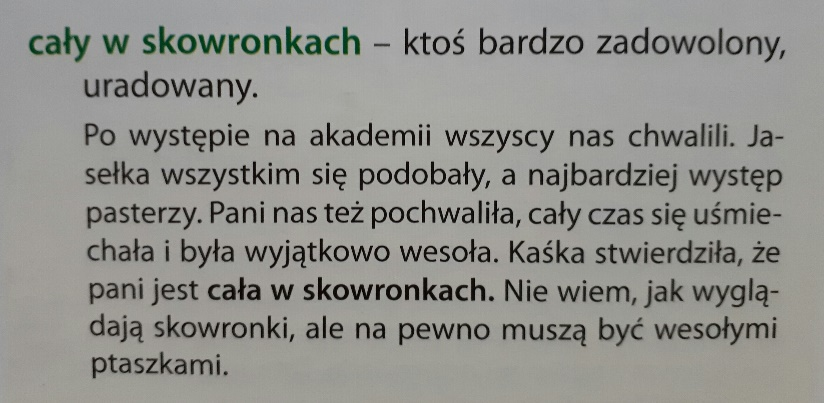 cały w skowronkach – ktoś bardzo zadowolony,
uradowany.
Po występie na akademii wszyscy nas chwalili. Ja-
sełka wszystkim się podobały, a najbardziej występ
pasterzy. Pani nas też pochwaliła, cały czas się uśmie-
chała i była wyjątkowo wesoła. Kaśka stwierdziła, że
pani jest cała w skowronkach. Nie wiem, jak wyglą-
dają skowronki, ale na pewno muszą być wesołymi
ptaszkami.